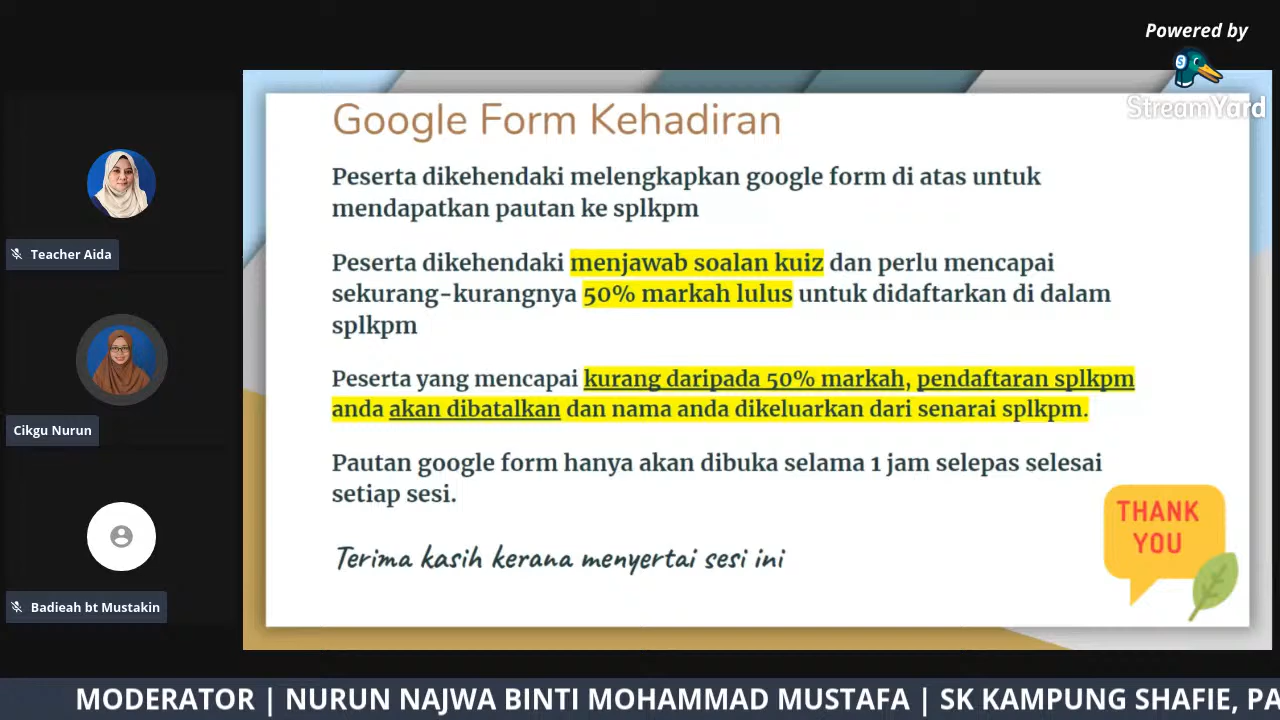 Powered by
StreamYard
Google Form Kehadiran
Peserta dikehendaki melengkapkan google form di atas untuk
mendapatkan pautan ke splkpm
Peserta dikehendaki menjawab soalan kuiz dan perlu mencapai
sekurang-kurangnya 50% markah lulus untuk didaftarkan di dalam
splkpm
Peserta yang mencapai kurang daripada 50% markah, pendaftaran splkpm
anda akan dibatalkan dan nama anda dikeluarkan dari senarai splkpm.
Pautan google form hanya akan dibuka selama 1 jam selepas selesai
setiap sesi.
Terima kasih kerana menyertai sesi ini
THANK
YOU
Teacher Aida
Cikgu Nurun
Badieah bt Mustakin
MODERATOR | NURUN NAJWA BINTI MOHAMMAD MUSTAFA | SK KAMPUNG SHAFIE, PA